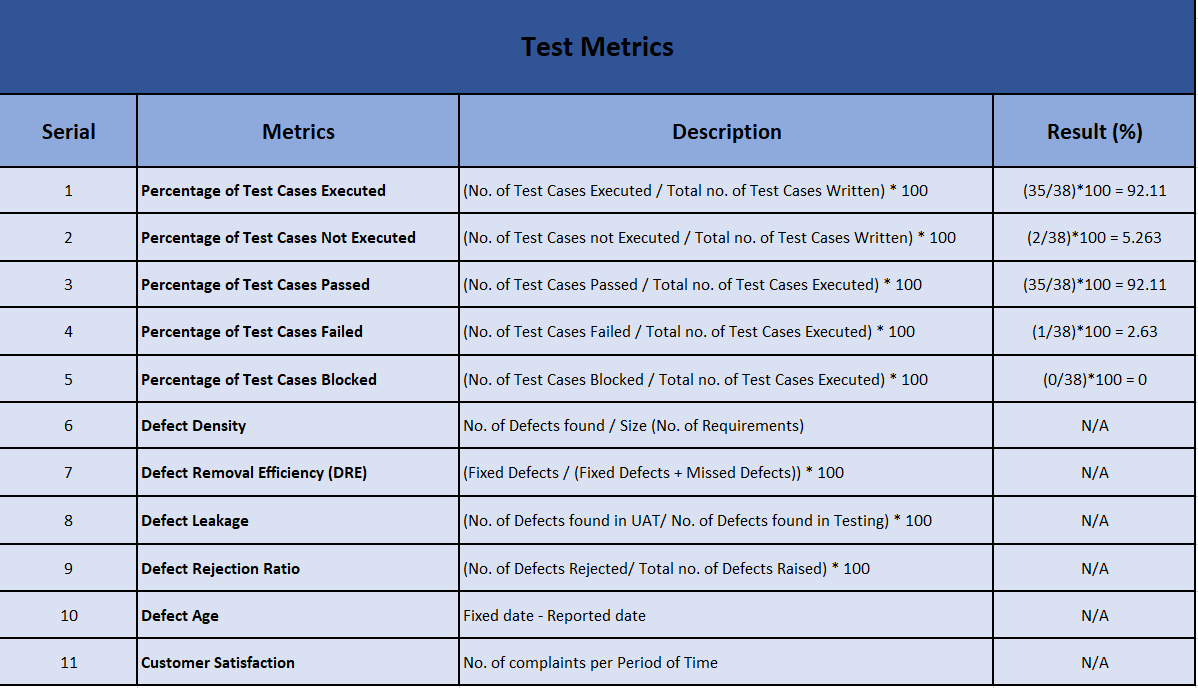 Test Metrics
Serial Metrics Description Result (%)
1 Percentage of Test Cases Executed (No. of Test Cases Executed / Total no. of Test Cases Written) * 100 (35/38)*100 = 92.11
2 Percentage of Test Cases Not Executed (No. of Test Cases not Executed / Total no. of Test Cases Written) * 100 (2/38)*100 = 5.263
3 Percentage of Test Cases Passed (No. of Test Cases Passed / Total no. of Test Cases Executed) * 100 (35/38)*100 = 92.11
4 Percentage of Test Cases Failed (No. of Test Cases Failed / Total no. of Test Cases Executed) * 100 (1/38)*100 = 2.63
5 Percentage of Test Cases Blocked (No. of Test Cases Blocked / Total no. of Test Cases Executed) * 100 (0/38)*100 = 0
6 Defect Density No. of Defects found / Size (No. of Requirements) N/A
7 Defect Removal Efficiency (DRE) (Fixed Defects / (Fixed Defects + Missed Defects)) * 100 N/A
8 Defect Leakage (No. of Defects found in UAT/ No. of Defects found in Testing) * 100 N/A
9 Defect Rejection Ratio (No. of Defects Rejected/ Total no. of Defects Raised) * 100 N/A
10 Defect Age Fixed date - Reported date N/A
11 Customer Satisfaction No. of complaints per Period of Time N/A